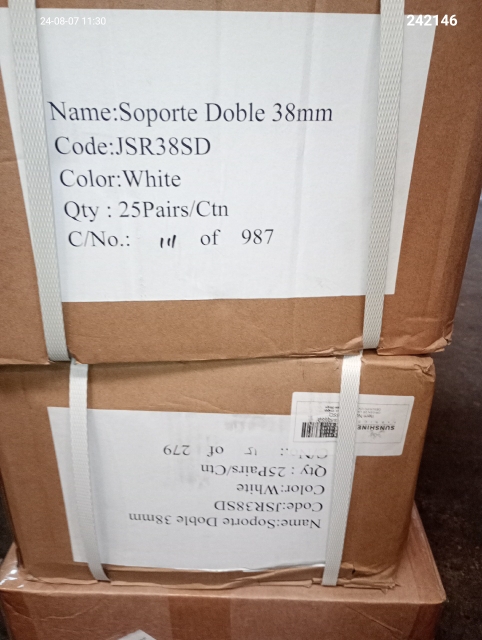 24-08-07 11:30
242146
Name:Soporte Doble 38mm
Code:JSR38SD
Color:White
Qty : 25Pairs/Ctn
C/No.: 111 of 987
SUNSHINE
of 279
Qty : 25Pairs/Ctn
Color:White
Code:JSR38SD
Name:Soporte Doble 38mm